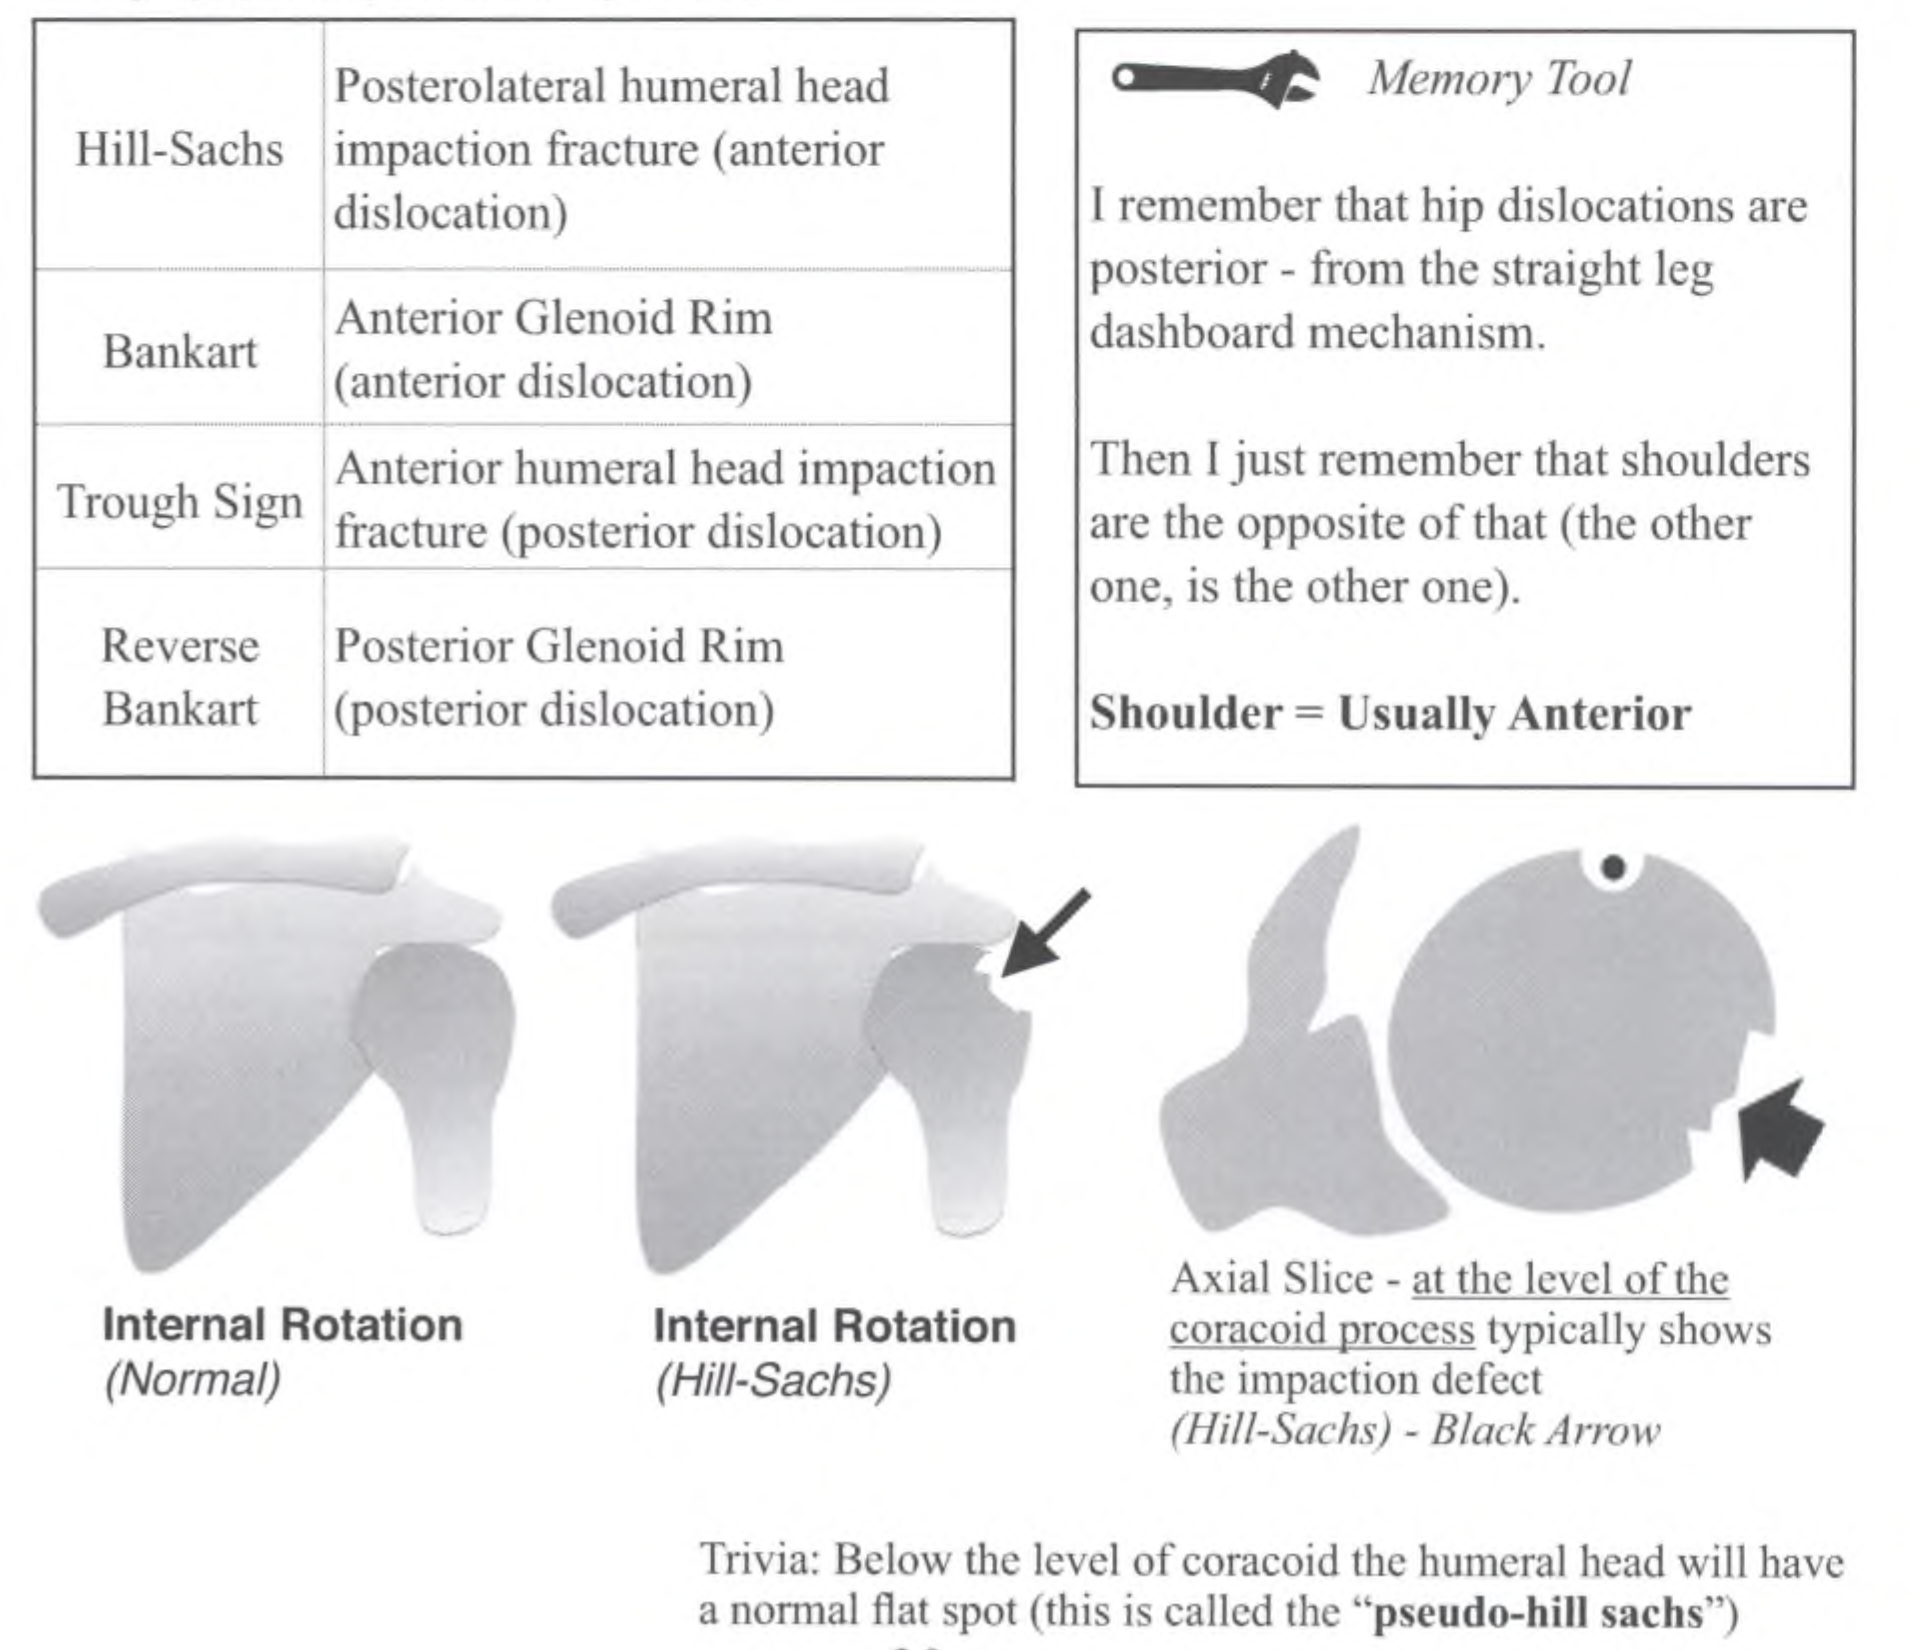 Hill-Sachs
Posterolateral humeral head
impaction fracture (anterior
dislocation)
Bankart
Anterior Glenoid Rim
(anterior dislocation)
Trough Sign
Anterior humeral head impaction
fracture (posterior dislocation)
Reverse
Bankart
Posterior Glenoid Rim
(posterior dislocation)
Memory Tool
I remember that hip dislocations are
posterior - from the straight leg
dashboard mechanism.
Then I just remember that shoulders
are the opposite of that (the other
one, is the other one).
Shoulder = Usually Anterior
Internal Rotation
(Normal)
Internal Rotation
(Hill-Sachs)
Axial Slice - at the level of the
coracoid process typically shows
the impaction defect
(Hill-Sachs) - Black Arrow
Trivia: Below the level of coracoid the humeral head will have
a normal flat spot (this is called the “pseudo-hill sachs”)